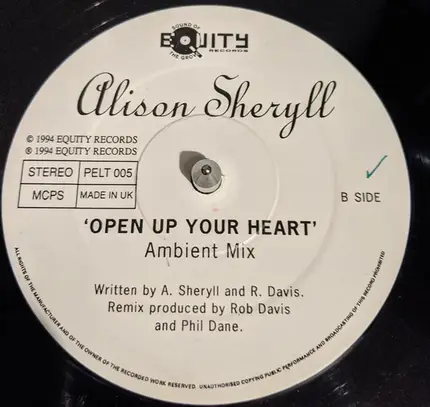 SOUND OF
EQUITY
RECORDS
THE GROOVE
Alison Sheryll
© 1994 EQUITY RECORDS
℗ 1994 EQUITY RECORDS
STEREO PELT 005
MCPS MADE IN UK
B SIDE
'OPEN UP YOUR HEART'
Ambient Mix
Written by A. Sheryll and R. Davis.
Remix produced by Rob Davis
and Phil Dane.
ALL RIGHTS OF THE MANUFACTURER AND OF THE OWNER OF THE RECORDED WORK RESERVED. UNAUTHORISED COPYING PUBLIC PERFORMANCE AND BROADCASTING OF THIS RECORD PROHIBITED